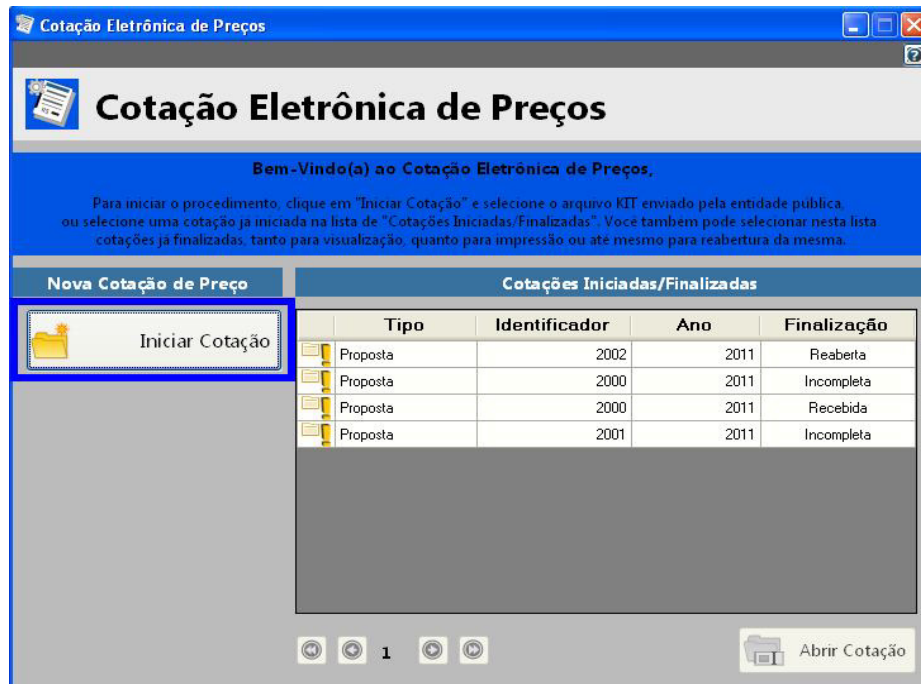 Cotação Eletrônica de Preços
Cotação Eletrônica de Preços
Bem-Vindo(a) ao Cotação Eletrônica de Preços,
Para iniciar o procedimento, clique em "Iniciar Cotação" e selecione o arquivo KIT enviado pela entidade publica,
ou selecione uma cotação já iniciada na lista de "Cotações Iniciadas/Finalizadas". Você também pode selecionar nesta lista
cotações já finalizadas, tanto para visualização, quanto para impressão ou até mesmo para reabertura da mesma.
Nova Cotação de Preço
Iniciar Cotação
Cotações Iniciadas/Finalizadas
Tipo Identificador Ano Finalização
Proposta 2002 2011 Reaberta
Proposta 2000 2011 Incompleta
Proposta 2000 2011 Recebida
Proposta 2001 2011 Incompleta
1
Abrir Cotação